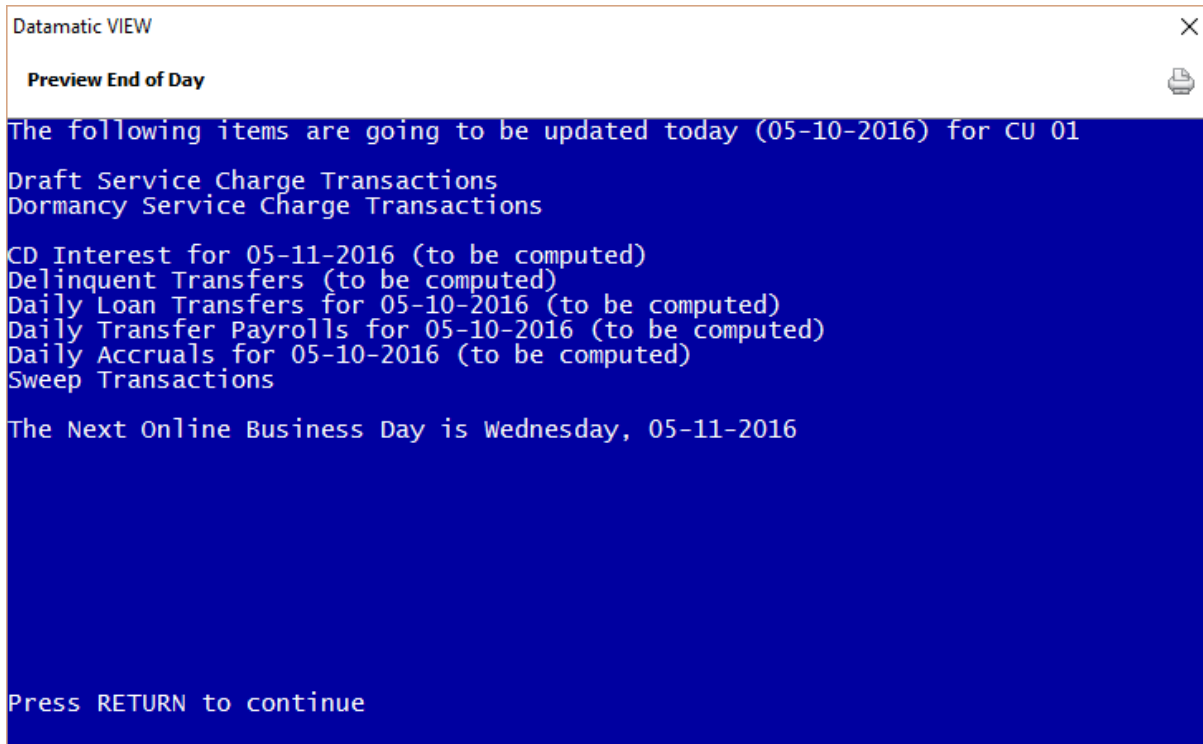 Datamatic VIEW
Preview End of Day
The following items are going to be updated today (05-10-2016) for CU 01
Draft Service Charge Transactions
Dormancy Service Charge Transactions
CD Interest for 05-11-2016 (to be computed)
Delinquent Transfers (to be computed)
Daily Loan Transfers for 05-10-2016 (to be computed)
Daily Transfer Payrolls for 05-10-2016 (to be computed)
Daily Accruals for 05-10-2016 (to be computed)
Sweep Transactions
The Next Online Business Day is Wednesday, 05-11-2016
Press RETURN to continue